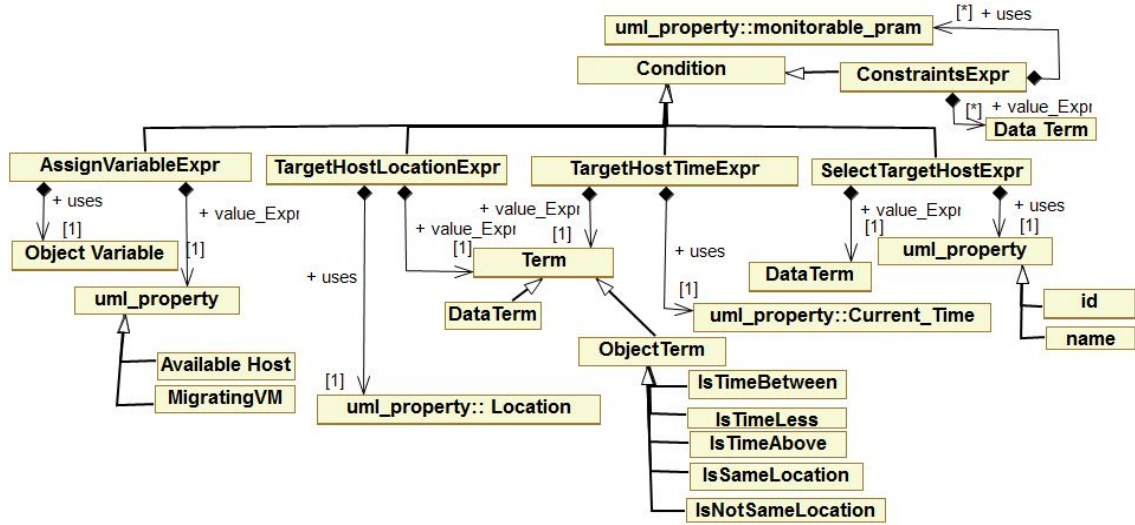 [*] + uses
uml_property::monitorable_pram
Condition
ConstraintsExpr
[*] + value_Expr
Data Term
AssignVariableExpr
TargetHostLocationExpr
TargetHostTimeExpr
SelectTargetHostExpr
+ uses
[1]
+ value_Expr
[1]
Object Variable
uml_property
Available Host
MigratingVM
+ uses
[1]
uml_property:: Location
+ value_Expr
[1]
+ value_Expr
[1]
Term
DataTerm
ObjectTerm
IsTimeBetween
IsTimeLess
IsTimeAbove
IsSameLocation
IsNotSameLocation
+ uses
[1]
uml_property::Current_Time
+ value_Expr
[1]
DataTerm
+ uses
[1]
uml_property
id
name